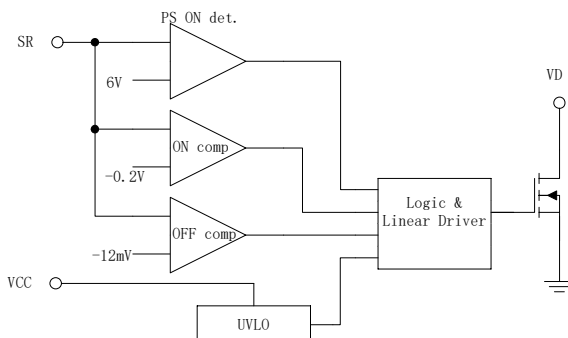 PS ON det.
SR
6V
VD
ON comp
-0.2V
Logic &
Linear Driver
OFF comp
-12mV
VCC
UVLO